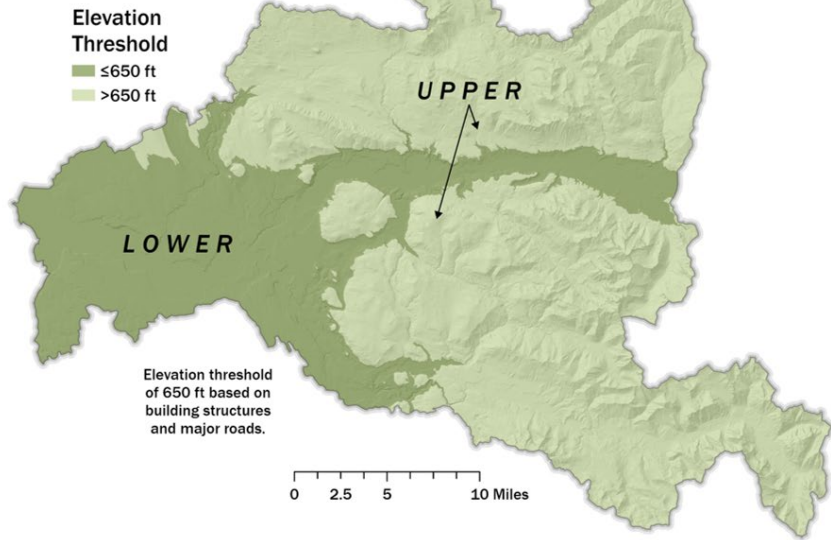 Elevation
Threshold
≤650 ft
>650 ft
UPPER
LOWER
Elevation threshold
of 650 ft based on
building structures
and major roads.
0 2.5 5 10 Miles